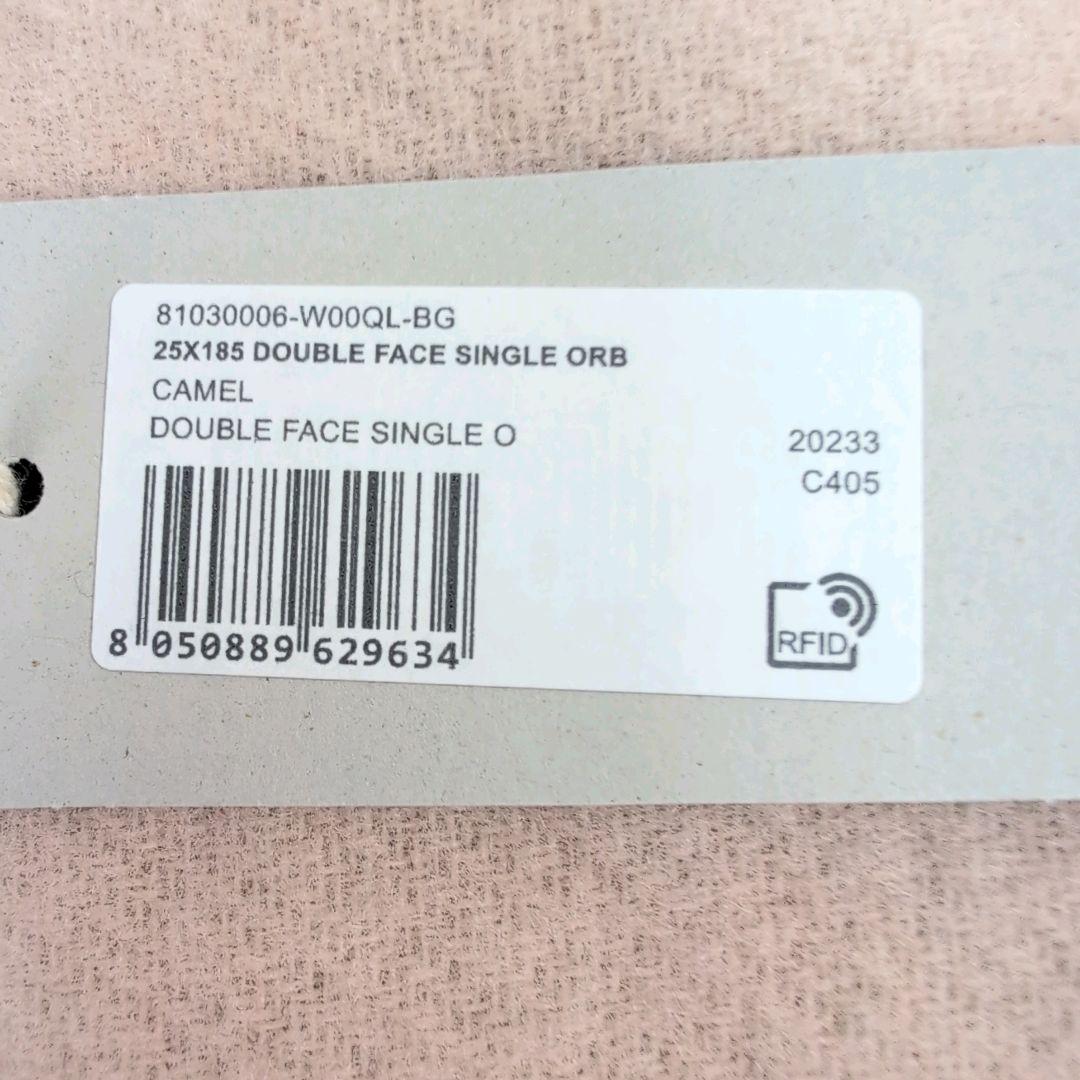 81030006-W00QL-BG
25X185 DOUBLE FACE SINGLE ORB
CAMEL
DOUBLE FACE SINGLE O
20233
C405
8 050889 629634
RFID